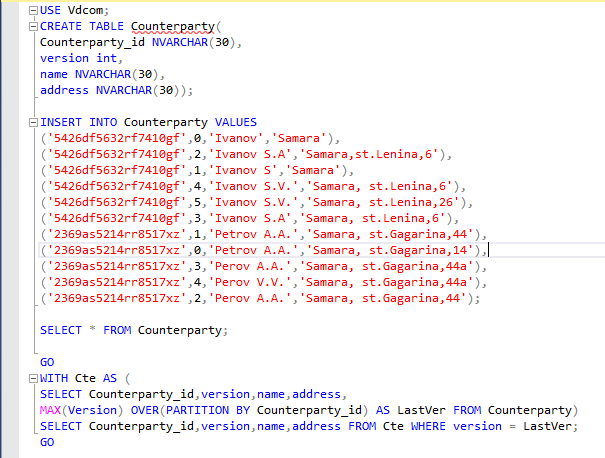 USE Vdcom;
CREATE TABLE Counterparty(
Counterparty_id NVARCHAR(30),
version int,
name NVARCHAR(30),
address NVARCHAR(30));
INSERT INTO Counterparty VALUES
('5426df5632rf7410gf',0,'Ivanov','Samara'),
('5426df5632rf7410gf',2,'Ivanov S.A','Samara,st.Lenina,6'),
('5426df5632rf7410gf',1,'Ivanov S','Samara'),
('5426df5632rf7410gf',4,'Ivanov S.V.','Samara, st.Lenina,6'),
('5426df5632rf7410gf',5,'Ivanov S.V.','Samara, st.Lenina,26'),
('5426df5632rf7410gf',3,'Ivanov S.A','Samara, st.Lenina,6'),
('2369as5214rr8517xz',1,'Petrov A.A.','Samara, st.Gagarina,44'),
('2369as5214rr8517xz',0,'Petrov A.A.','Samara, st.Gagarina,14'),
('2369as5214rr8517xz',3,'Perov A.A.','Samara, st.Gagarina,44a'),
('2369as5214rr8517xz',4,'Perov V.V.','Samara, st.Gagarina,44a'),
('2369as5214rr8517xz',2,'Perov A.A.','Samara, st.Gagarina,44');
SELECT * FROM Counterparty;
GO
WITH Cte AS (
SELECT Counterparty_id,version,name,address,
MAX(Version) OVER(PARTITION BY Counterparty_id) AS LastVer FROM Counterparty)
SELECT Counterparty_id,version,name,address FROM Cte WHERE version = LastVer;
GO